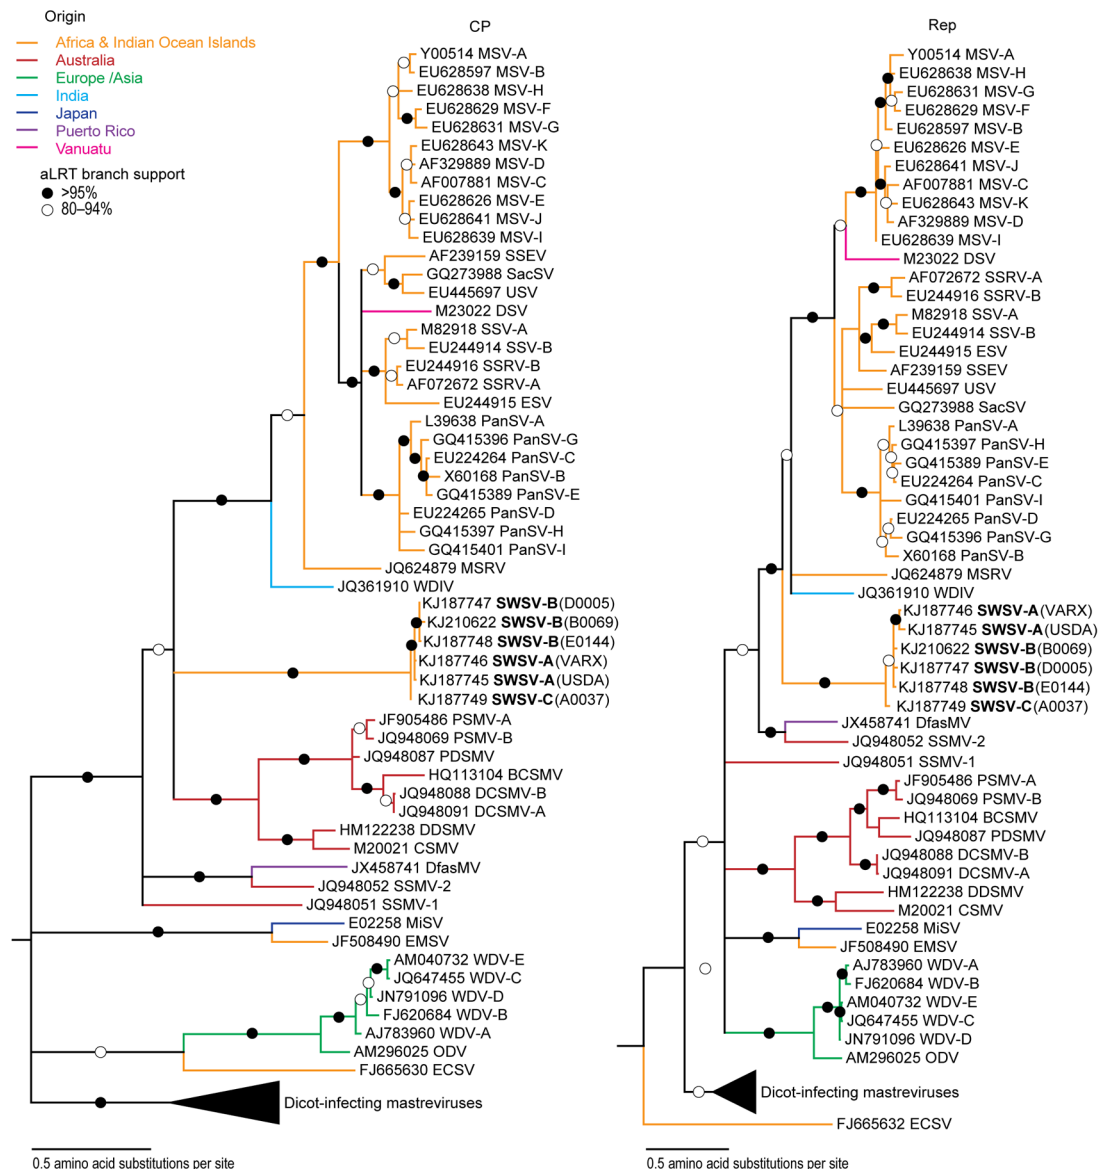 Origin
Africa & Indian Ocean Islands
Australia
Europe /Asia
India
Japan
Puerto Rico
Vanuatu
aLRT branch support
>95%
80–94%
CP
Y00514 MSV-A
EU628597 MSV-B
EU628638 MSV-H
EU628629 MSV-F
EU628631 MSV-G
EU628643 MSV-K
AF329889 MSV-D
AF007881 MSV-C
EU628626 MSV-E
EU628641 MSV-J
EU628639 MSV-I
AF239159 SSEV
GQ273988 SacSV
EU445697 USV
M23022 DSV
M82918 SSV-A
EU244914 SSV-B
EU244916 SSRV-B
AF072672 SSRV-A
EU244915 ESV
L39638 PanSV-A
GQ415396 PanSV-G
EU224264 PanSV-C
X60168 PanSV-B
GQ415389 PanSV-E
EU224265 PanSV-D
GQ415397 PanSV-H
GQ415401 PanSV-I
JQ624879 MSRV
JQ361910 WDIV
KJ187747 SWSV-B(D0005)
KJ210622 SWSV-B(B0069)
KJ187748 SWSV-B(E0144)
KJ187746 SWSV-A(VARX)
KJ187745 SWSV-A(USDA)
KJ187749 SWSV-C(A0037)
JF905486 PSMV-A
JQ948069 PSMV-B
JQ948087 PDSMV
HQ113104 BCSMV
JQ948088 DCSMV-B
JQ948091 DCSMV-A
HM122238 DDSMV
M20021 CSMV
JX458741 DfasMV
JQ948052 SSMV-2
JQ948051 SSMV-1
E02258 MiSV
JF508490 EMSV
AM040732 WDV-E
JQ647455 WDV-C
JN791096 WDV-D
FJ620684 WDV-B
AJ783960 WDV-A
AM296025 ODV
FJ665630 ECSV
Dicot-infecting mastreviruses
0.5 amino acid substitutions per site
Rep
Y00514 MSV-A
EU628638 MSV-H
EU628631 MSV-G
EU628629 MSV-F
EU628597 MSV-B
EU628626 MSV-E
EU628641 MSV-J
AF007881 MSV-C
EU628643 MSV-K
AF329889 MSV-D
EU628639 MSV-I
M23022 DSV
AF072672 SSRV-A
EU244916 SSRV-B
M82918 SSV-A
EU244914 SSV-B
EU244915 ESV
AF239159 SSEV
EU445697 USV
GQ273988 SacSV
L39638 PanSV-A
GQ415397 PanSV-H
GQ415389 PanSV-E
EU224264 PanSV-C
GQ415401 PanSV-I
EU224265 PanSV-D
GQ415396 PanSV-G
X60168 PanSV-B
JQ624879 MSRV
JQ361910 WDIV
KJ187746 SWSV-A(VARX)
KJ187745 SWSV-A(USDA)
KJ210622 SWSV-B(B0069)
KJ187747 SWSV-B(D0005)
KJ187748 SWSV-B(E0144)
KJ187749 SWSV-C(A0037)
JX458741 DfasMV
JQ948052 SSMV-2
JQ948051 SSMV-1
JF905486 PSMV-A
JQ948069 PSMV-B
HQ113104 BCSMV
JQ948087 PDSMV
JQ948088 DCSMV-B
JQ948091 DCSMV-A
HM122238 DDSMV
M20021 CSMV
E02258 MiSV
JF508490 EMSV
AJ783960 WDV-A
FJ620684 WDV-B
AM040732 WDV-E
JQ647455 WDV-C
JN791096 WDV-D
AM296025 ODV
Dicot-infecting mastreviruses
FJ665632 ECSV
0.5 amino acid substitutions per site